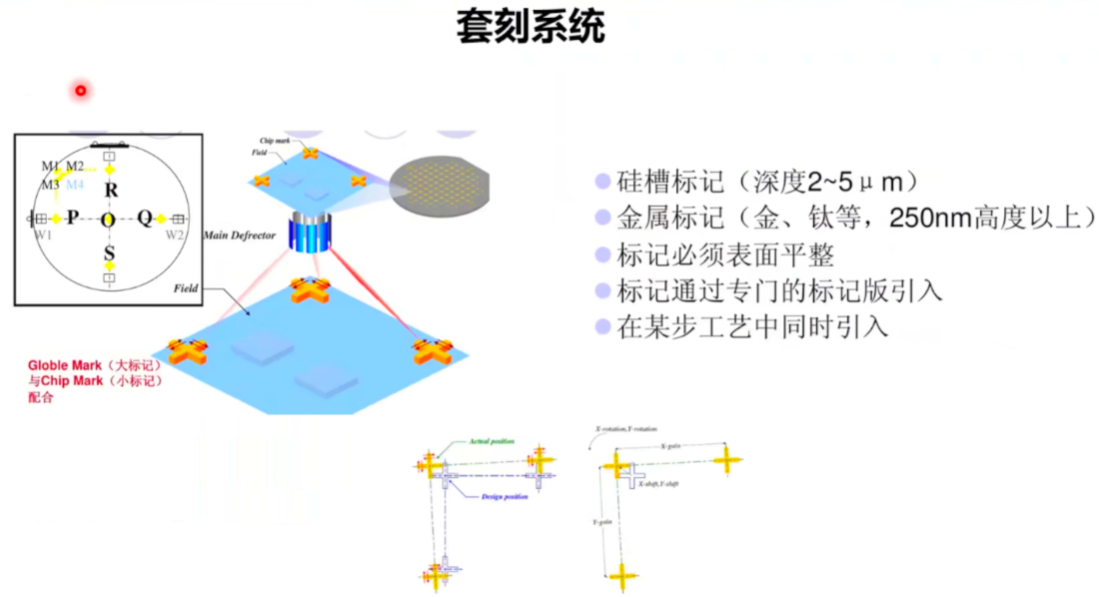 套刻系统
M1 M2
M3 M4
R
P O Q
W1 W2
S
Chip mark
Field
Main Defrector
Field
Globle Mark（大标记）
与Chip Mark（小标记）
配合
硅槽标记（深度2~5μm）
金属标记（金、钛等，250nm高度以上）
标记必须表面平整
标记通过专门的标记版引入
在某步工艺中同时引入
Actual position
Design position
X-rotation,Y-rotation
X-gain
X-shift,Y-shift
Y-gain